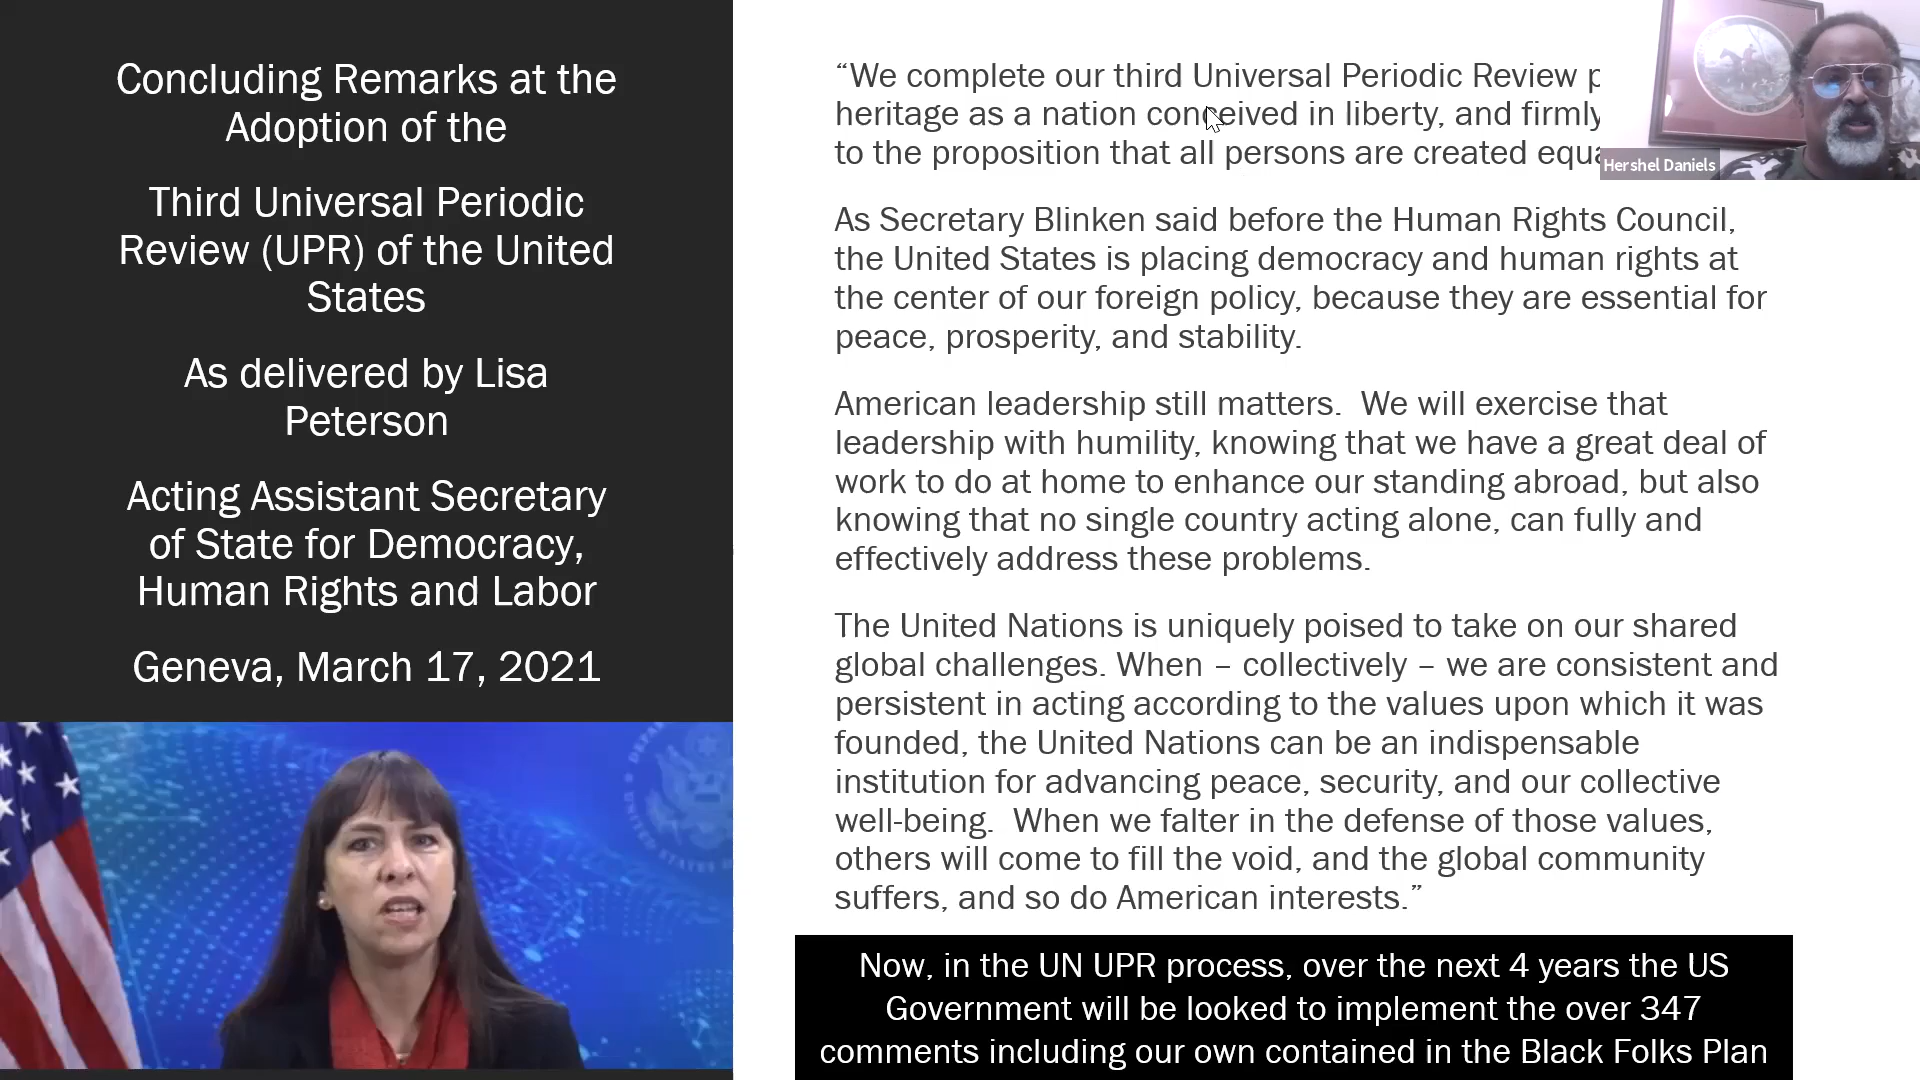 Concluding Remarks at the
Adoption of the
Third Universal Periodic
Review (UPR) of the United
States
As delivered by Lisa
Peterson
Acting Assistant Secretary
of State for Democracy,
Human Rights and Labor
Geneva, March 17, 2021
“We complete our third Universal Periodic Review p
heritage as a nation conceived in liberty, and firmly
to the proposition that all persons are created equa
Hershel Daniels
As Secretary Blinken said before the Human Rights Council,
the United States is placing democracy and human rights at
the center of our foreign policy, because they are essential for
peace, prosperity, and stability.
American leadership still matters.  We will exercise that
leadership with humility, knowing that we have a great deal of
work to do at home to enhance our standing abroad, but also
knowing that no single country acting alone, can fully and
effectively address these problems.
The United Nations is uniquely poised to take on our shared
global challenges. When – collectively – we are consistent and
persistent in acting according to the values upon which it was
founded, the United Nations can be an indispensable
institution for advancing peace, security, and our collective
well-being.  When we falter in the defense of those values,
others will come to fill the void, and the global community
suffers, and so do American interests.”
Now, in the UN UPR process, over the next 4 years the US
Government will be looked to implement the over 347
comments including our own contained in the Black Folks Plan